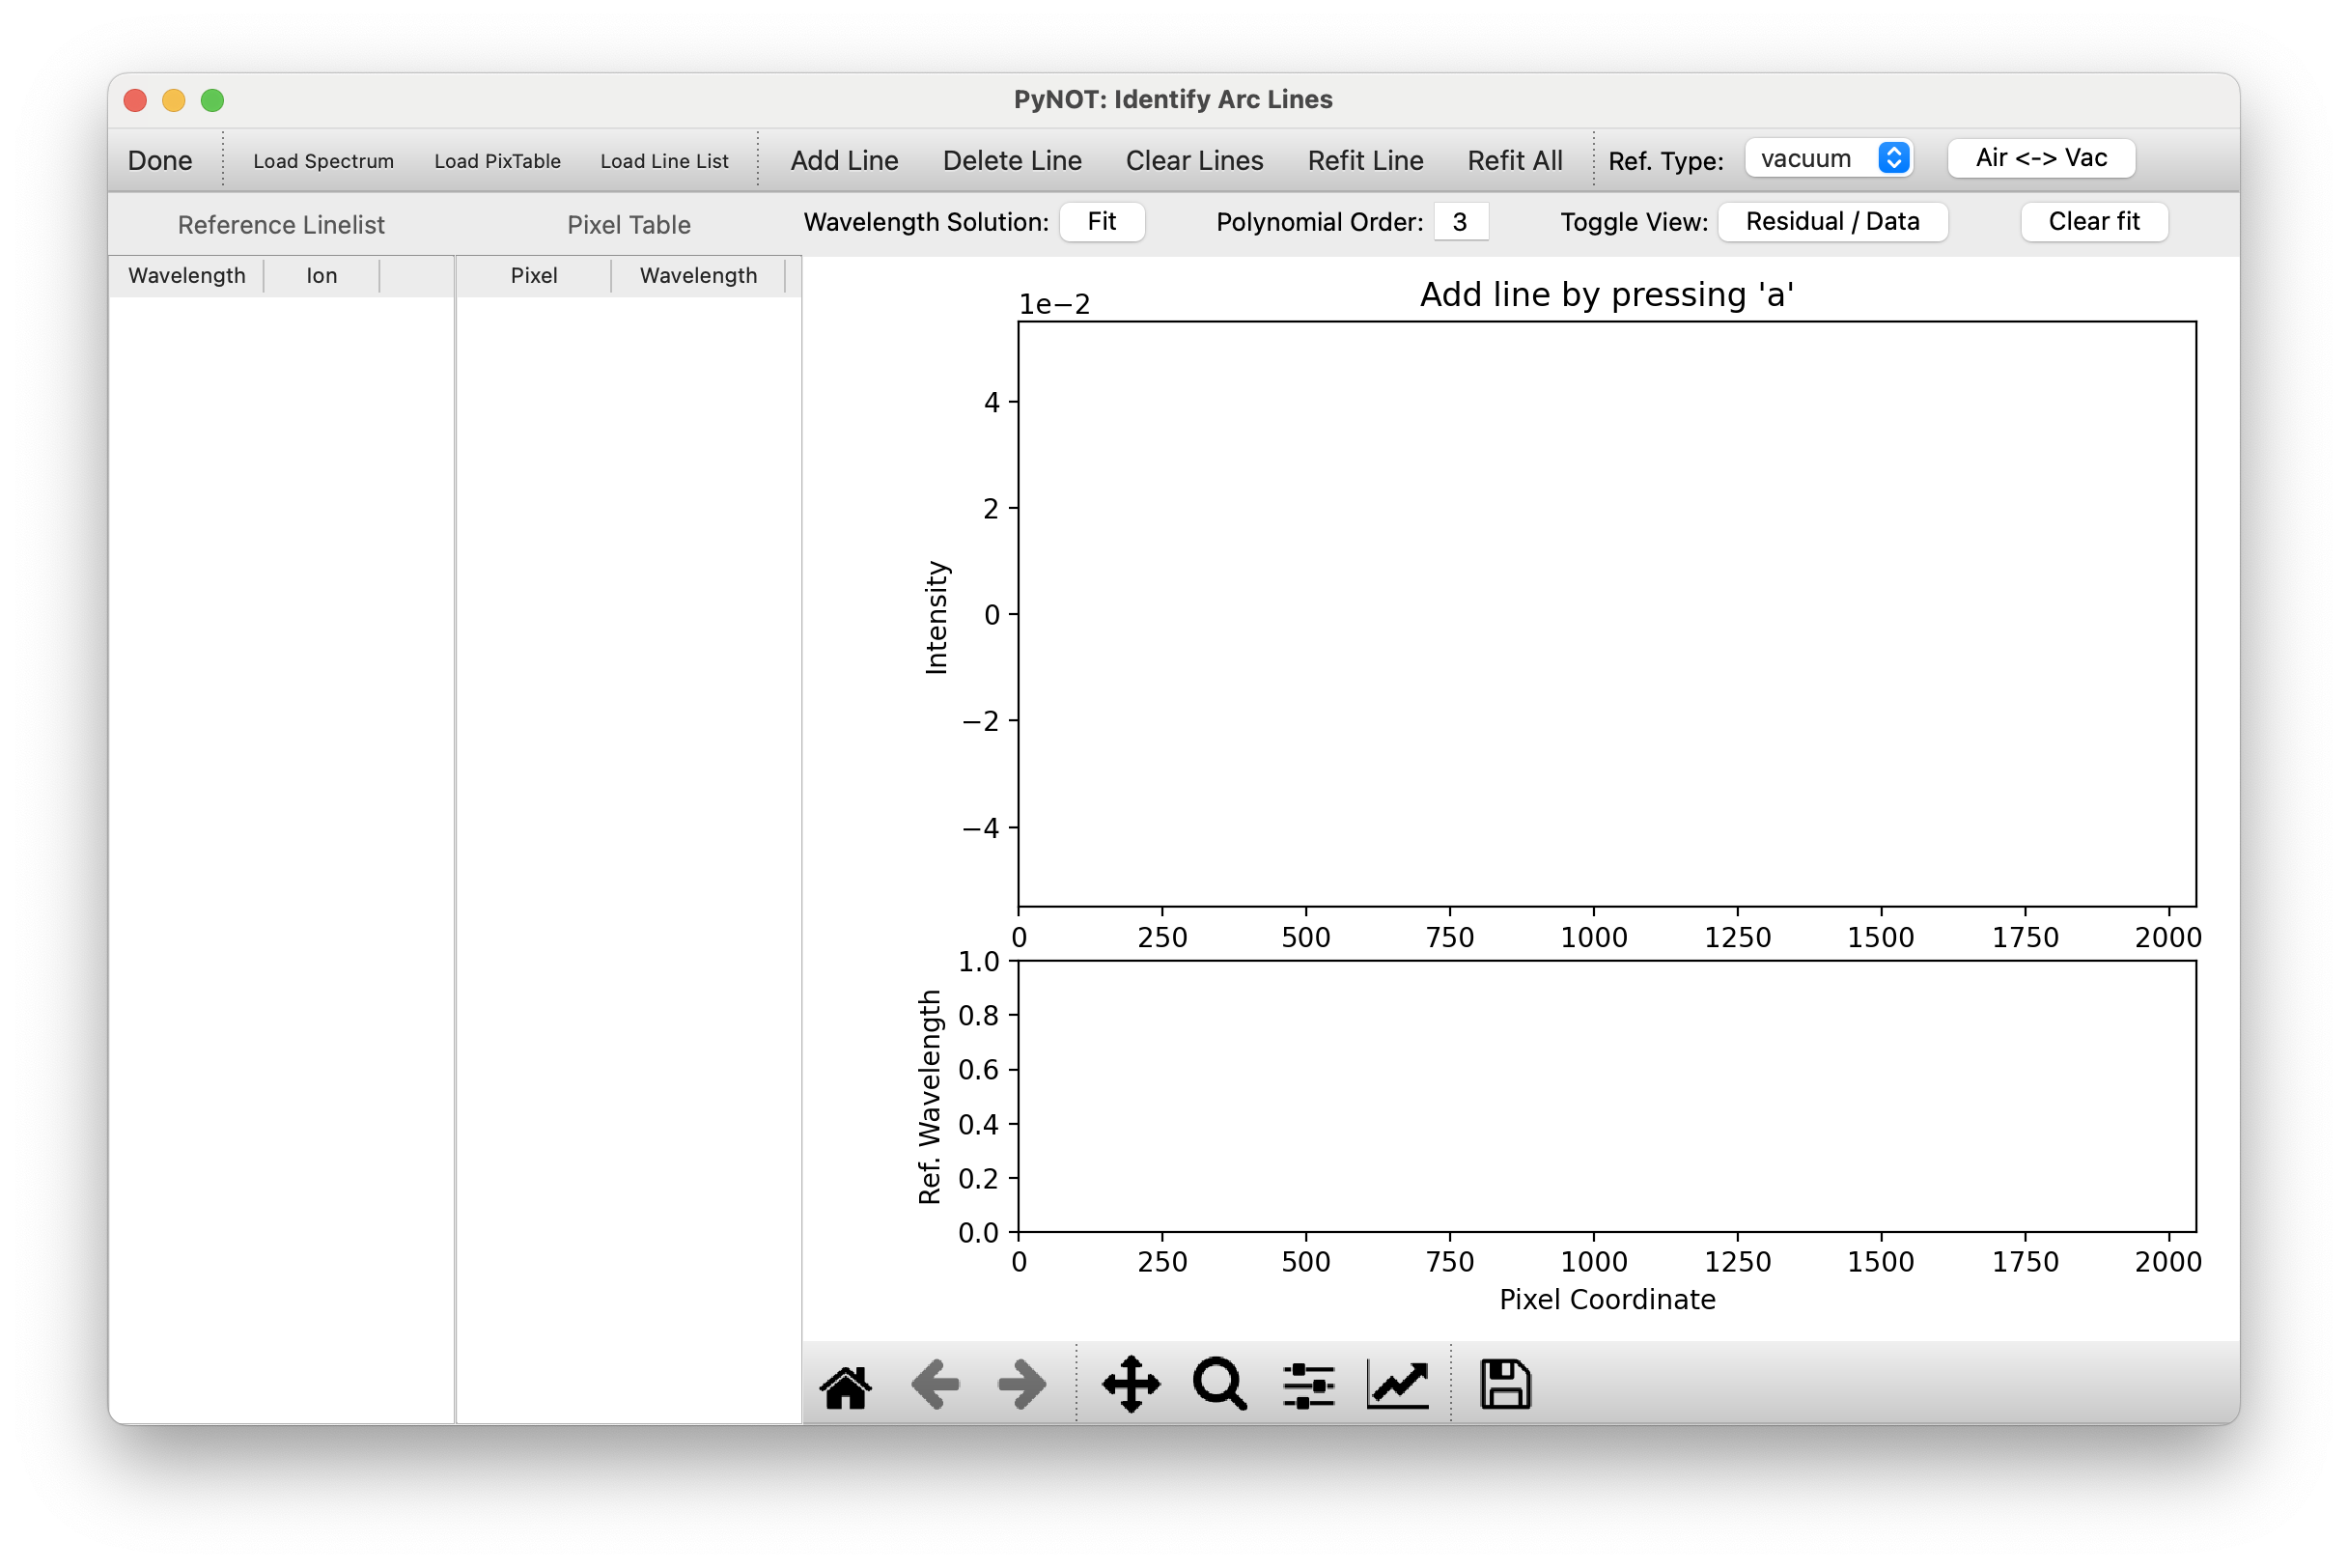 PyNOT: Identify Arc Lines
Done Load Spectrum Load PixTable Load Line List Add Line Delete Line Clear Lines Refit Line Refit All Ref. Type: vacuum Air <-> Vac
Reference Linelist Pixel Table Wavelength Solution: Fit Polynomial Order: 3 Toggle View: Residual / Data Clear fit
Wavelength Ion Pixel Wavelength
Add line by pressing 'a'
1e−2
4
2
0
−2
−4
Intensity
0 250 500 750 1000 1250 1500 1750 2000
1.0
0.8
0.6
0.4
0.2
0.0
Ref. Wavelength
0 250 500 750 1000 1250 1500 1750 2000
Pixel Coordinate